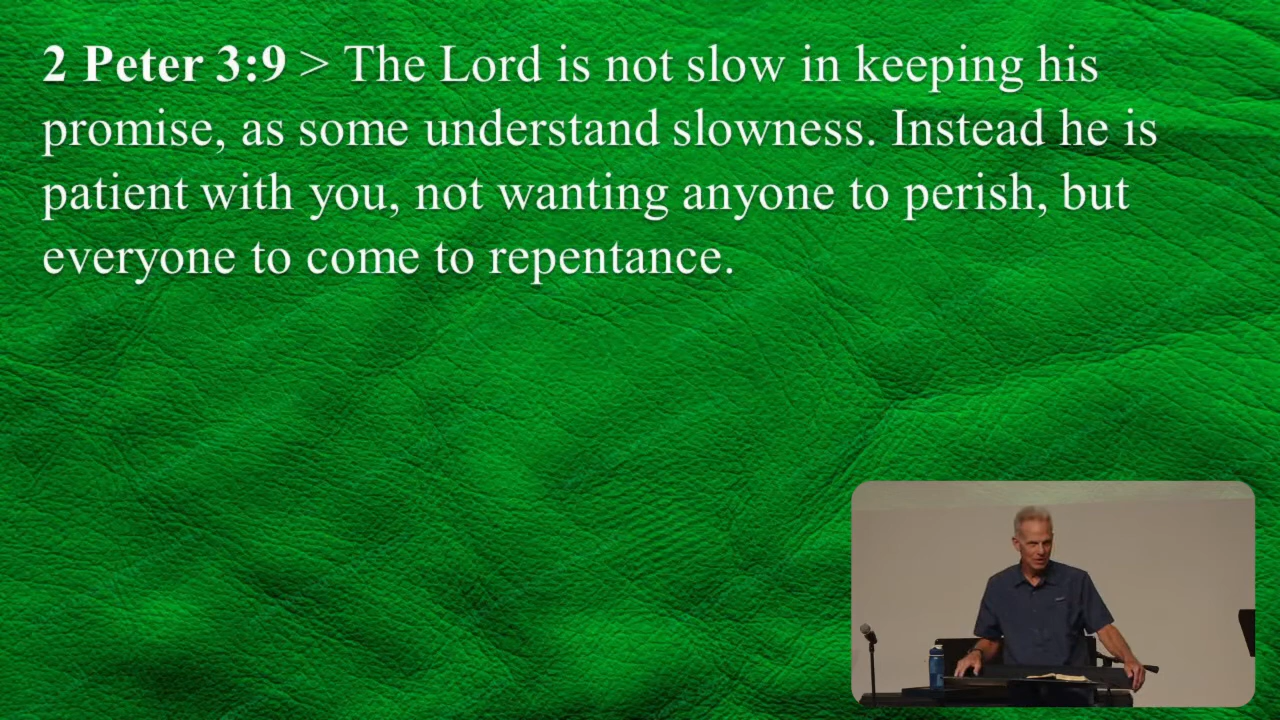 2 Peter 3:9 > The Lord is not slow in keeping his
promise, as some understand slowness. Instead he is
patient with you, not wanting anyone to perish, but
everyone to come to repentance.